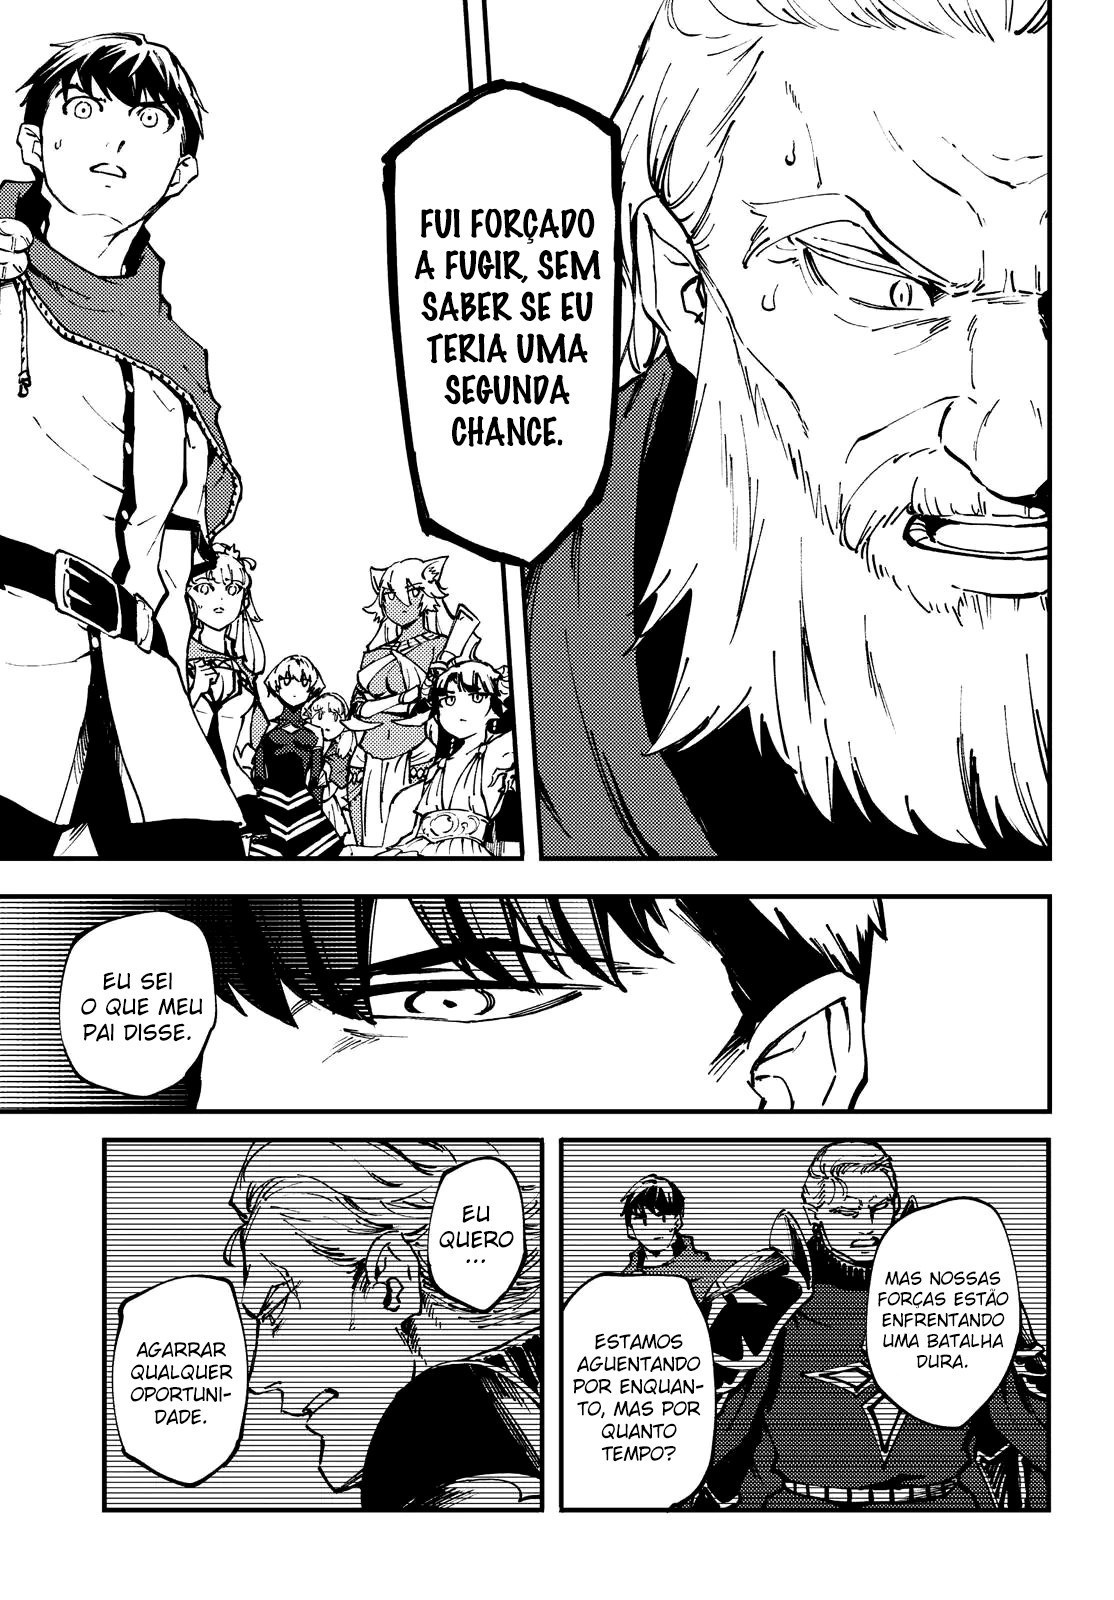 FUI FORÇADO
A FUGIR, SEM
SABER SE EU
TERIA UMA
SEGUNDA
CHANCE.
EU SEI
O QUE MEU
PAI DISSE.
MAS NOSSAS
FORÇAS ESTÃO
ENFRENTANDO
UMA BATALHA
DURA.
ESTAMOS
AGUENTANDO
POR ENQUAN-
TO, MAS POR
QUANTO
TEMPO?
EU
QUERO
...
AGARRAR
QUALQUER
OPORTUNI-
DADE.